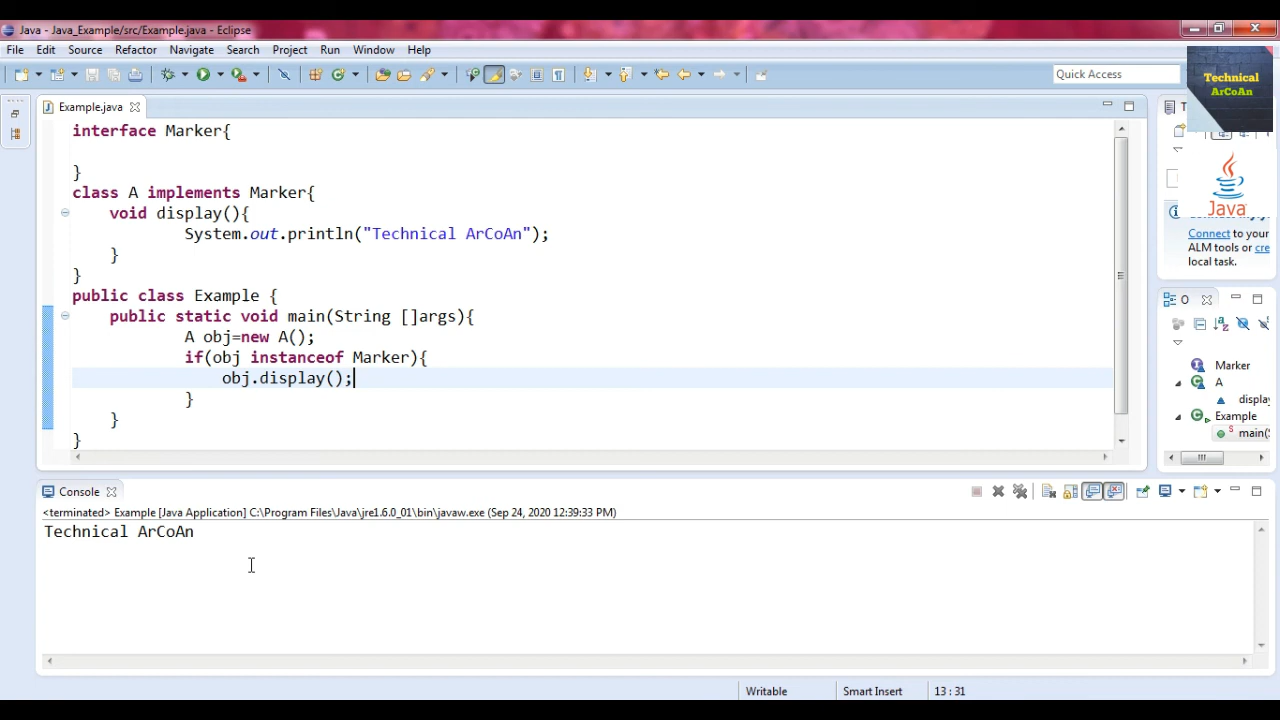 Java - Java_Example/src/Example.java - Eclipse
File Edit Source Refactor Navigate Search Project Run Window Help
Quick Access
Technical
ArCoAn
Example.java
interface Marker{
}
class A implements Marker{
void display(){
System.out.println("Technical ArCoAn");
}
}
public class Example {
public static void main(String []args){
A obj=new A();
if(obj instanceof Marker){
obj.display();
}
}
}
T
Java
Connect to your
ALM tools or cre
local task.
O
Marker
A
display
Example
main(S
Console
<terminated> Example [Java Application] C:\Program Files\Java\jre1.6.0_01\bin\javaw.exe (Sep 24, 2020 12:39:33 PM)
Technical ArCoAn
Writable Smart Insert 13 : 31